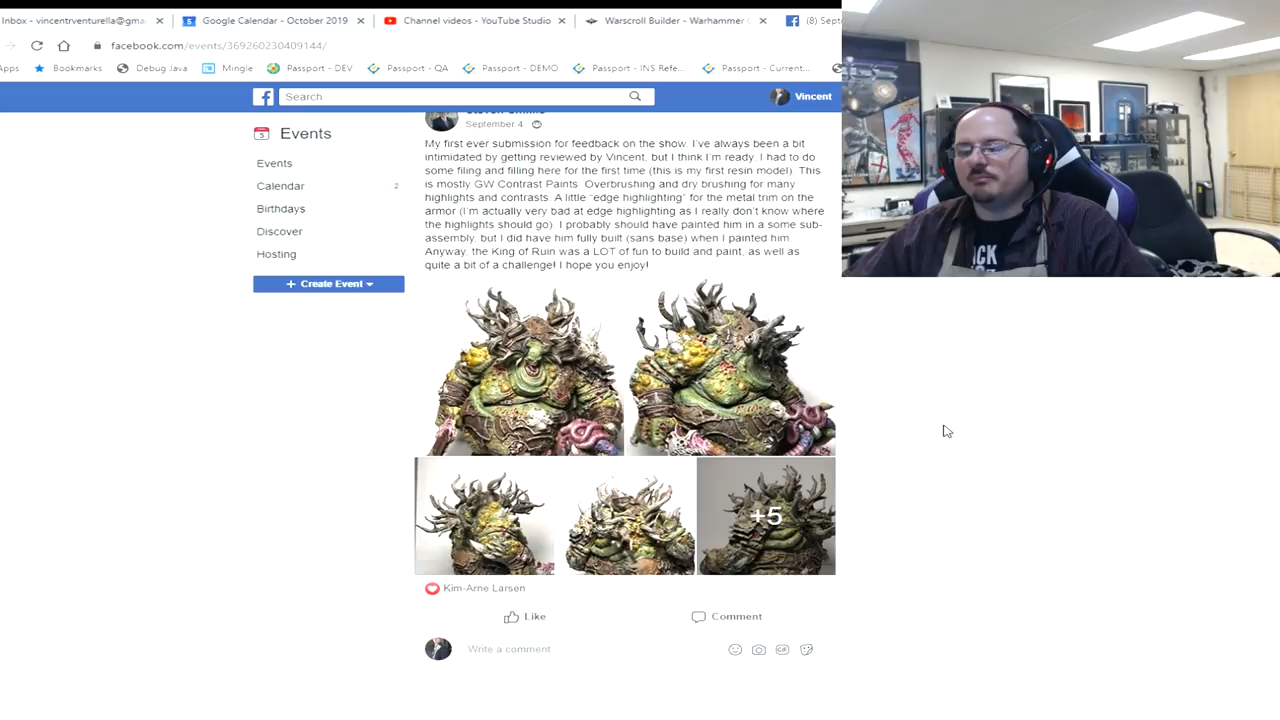 Inbox - vincentrventurella@gma
Google Calendar - October 2019
Channel videos - YouTube Studio
Warscroll Builder - Warhammer
(8) Sept
facebook.com/events/369260230409144/
Apps
Bookmarks
Debug Java
Mingle
Passport - DEV
Passport - QA
Passport - DEMO
Passport - INS Refe...
Passport - Current...
Search
Vincent
Events
Events
Calendar 2
Birthdays
Discover
Hosting
+ Create Event
September 4
My first ever submission for feedback on the show. I've always been a bit
intimidated by getting reviewed by Vincent, but I think I'm ready. I had to do
some filing and filling here for the first time (this is my first resin model). This
is mostly GW Contrast Paints. Overbrushing and dry brushing for many
highlights and contrasts. A little "edge highlighting" for the metal trim on the
armor (I'm actually very bad at edge highlighting as I really don't know where
the highlights should go). I probably should have painted him in a some sub-
assembly, but I did have him fully built (sans base) when I painted him.
Anyway, the King of Ruin was a LOT of fun to build and paint, as well as
quite a bit of a challenge! I hope you enjoy!
+5
Kim-Arne Larsen
Like
Comment
Write a comment